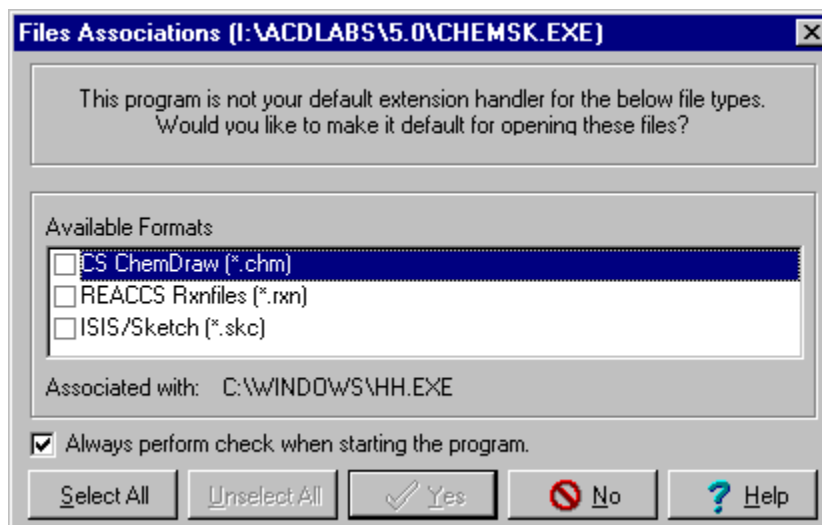 Files Associations (I:\ACDLABS\5.0\CHEMSK.EXE)
This program is not your default extension handler for the below file types.
Would you like to make it default for opening these files?
Available Formats
CS ChemDraw (*.chm)
REACCS Rxnfiles (*.rxn)
ISIS/Sketch (*.skc)
Associated with: C:\WINDOWS\HH.EXE
Always perform check when starting the program.
Select All Unselect All Yes No Help